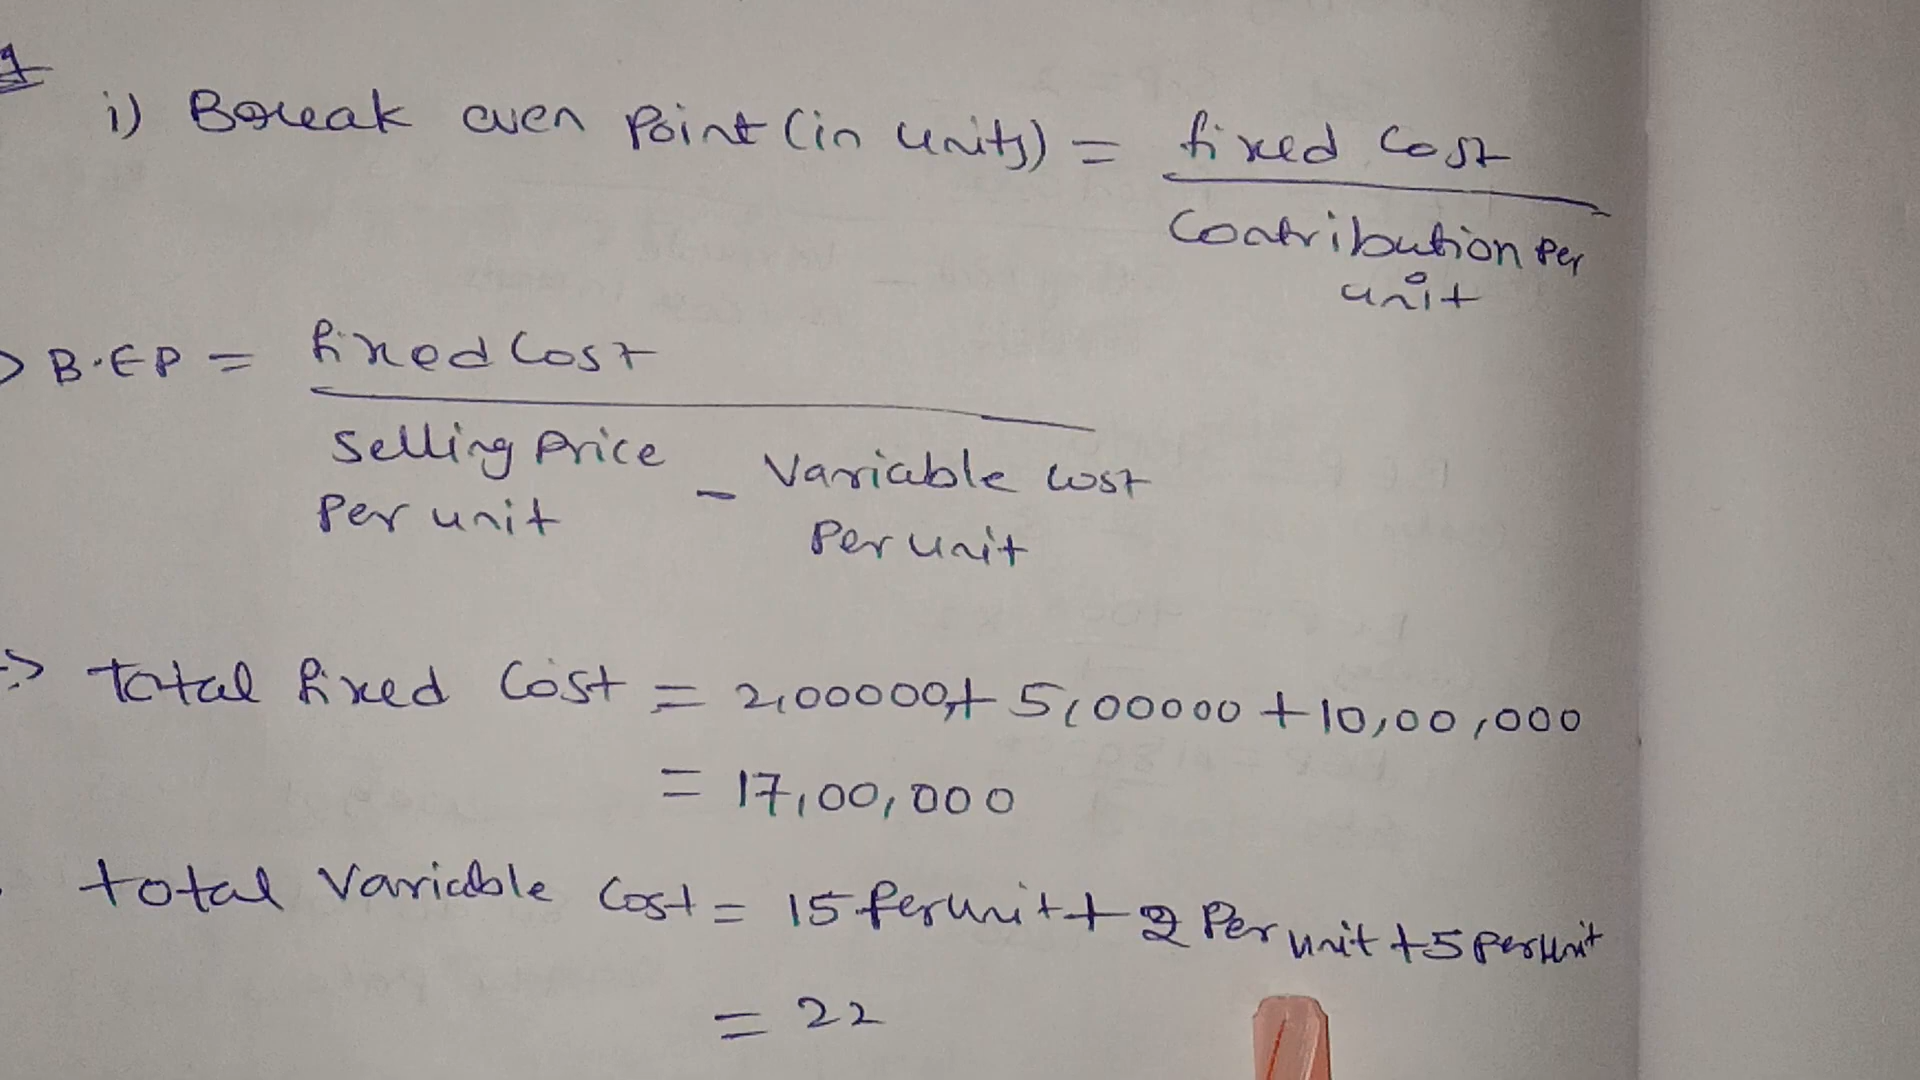 i) Break even Point (in units) = fixed Cost
Contribution Per
unit
B.EP = fixed Cost
Selling Price
Per unit
- Variable cost
Per unit
=> Total fixed Cost = 2,00000,+ 5,00000 + 10,00,000
= 17,00,000
total Variable Cost = 15 Per unit + 2 Per unit + 5 per unit
= 22